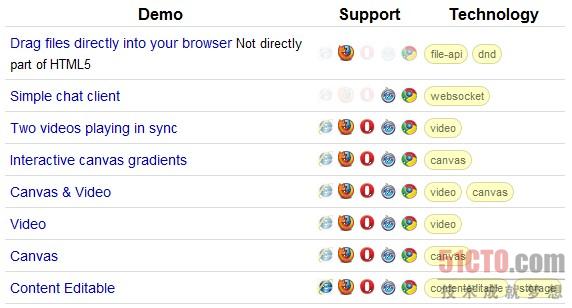 Demo Support Technology
Drag files directly into your browser Not directly file-api dnd
part of HTML5
Simple chat client websocket
Two videos playing in sync video
Interactive canvas gradients canvas
Canvas & Video video canvas
Video video
Canvas canvas
51CTO.com
Content Editable contenteditable storage
技术成就梦想